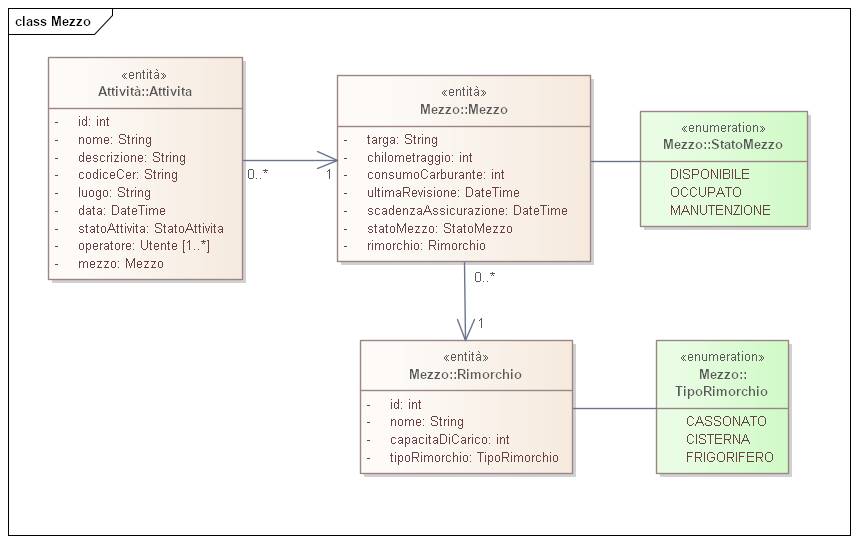 class Mezzo
«entità»
Attività::Attivita
- id: int
- nome: String
- descrizione: String
- codiceCer: String
- luogo: String
- data: DateTime
- statoAttivita: StatoAttivita
- operatore: Utente [1..*]
- mezzo: Mezzo
0..*
1
«entità»
Mezzo::Mezzo
- targa: String
- chilometraggio: int
- consumoCarburante: int
- ultimaRevisione: DateTime
- scadenzaAssicurazione: DateTime
- statoMezzo: StatoMezzo
- rimorchio: Rimorchio
«enumeration»
Mezzo::StatoMezzo
DISPONIBILE
OCCUPATO
MANUTENZIONE
0..*
1
«entità»
Mezzo::Rimorchio
- id: int
- nome: String
- capacitaDiCarico: int
- tipoRimorchio: TipoRimorchio
«enumeration»
Mezzo::
TipoRimorchio
CASSONATO
CISTERNA
FRIGORIFERO